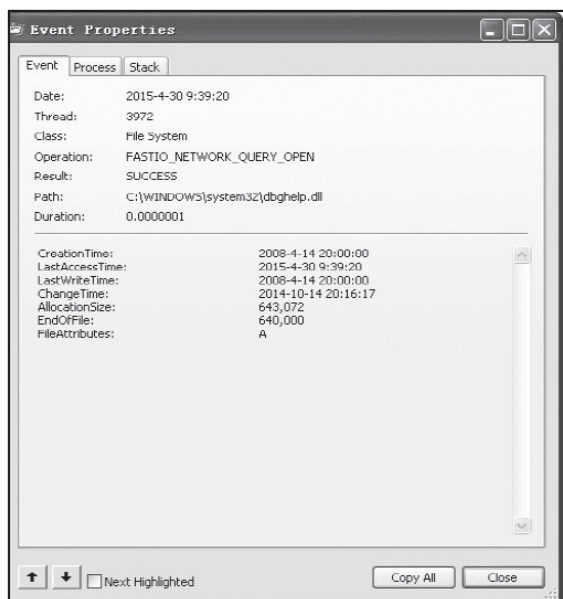 Event Properties
Event Process Stack
Date: 2015-4-30 9:39:20
Thread: 3972
Class: File System
Operation: FASTIO_NETWORK_QUERY_OPEN
Result: SUCCESS
Path: C:\WINDOWS\system32\dbghelp.dll
Duration: 0.0000001
CreationTime: 2008-4-14 20:00:00
LastAccessTime: 2015-4-30 9:39:20
LastWriteTime: 2008-4-14 20:00:00
ChangeTime: 2014-10-14 20:16:17
AllocationSize: 643,072
EndOfFile: 640,000
FileAttributes: A
Next Highlighted Copy All Close